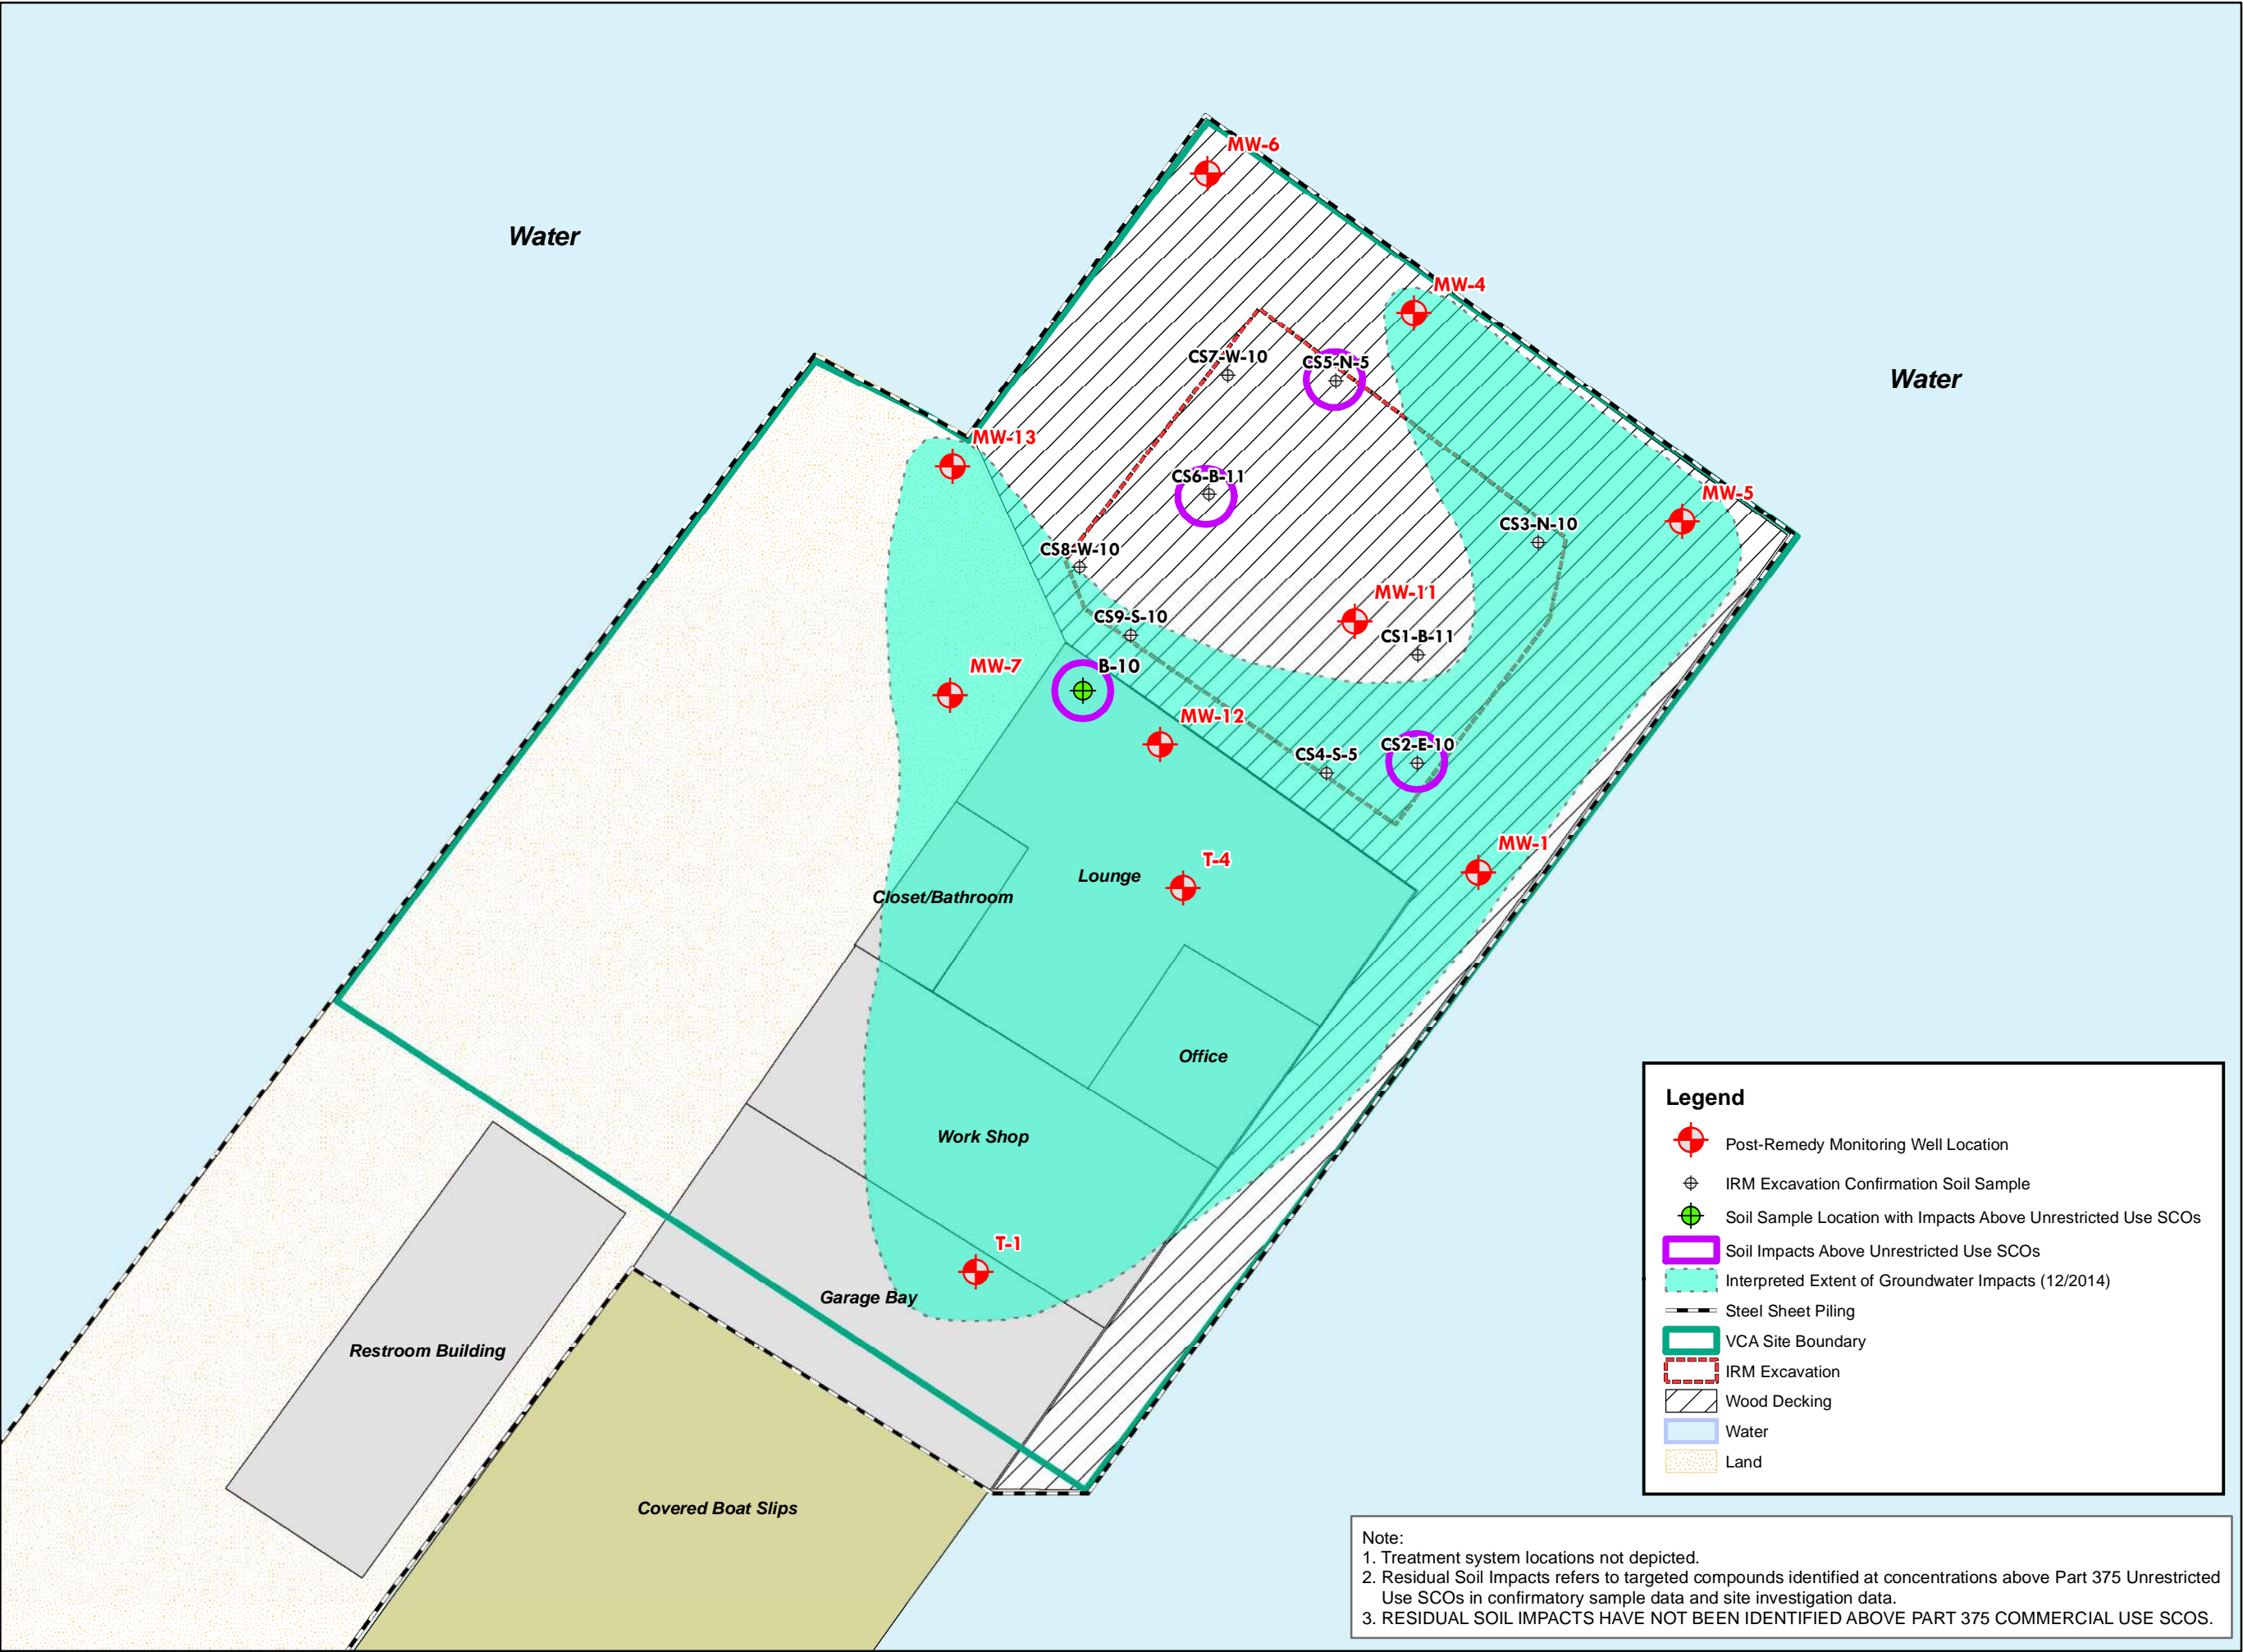 MW-6
Water
MW-4
CS7-W-10
CS5-N-5
Water
MW-13
CS6-B-11
MW-5
CS3-N-10
CS8-W-10
MW-11
CS9-S-10
CS1-B-11
MW-7
B-10
MW-12
CS2-E-10
CS4-S-5
MW-1
T-4
Lounge
Closet/Bathroom
Office
Work Shop
T-1
Garage Bay
Restroom Building
Covered Boat Slips
Legend
Post-Remedy Monitoring Well Location
IRM Excavation Confirmation Soil Sample
Soil Sample Location with Impacts Above Unrestricted Use SCOs
Soil Impacts Above Unrestricted Use SCOs
Interpreted Extent of Groundwater Impacts (12/2014)
Steel Sheet Piling
VCA Site Boundary
IRM Excavation
Wood Decking
Water
Land
Note:
1. Treatment system locations not depicted.
2. Residual Soil Impacts refers to targeted compounds identified at concentrations above Part 375 Unrestricted
Use SCOs in confirmatory sample data and site investigation data.
3. RESIDUAL SOIL IMPACTS HAVE NOT BEEN IDENTIFIED ABOVE PART 375 COMMERCIAL USE SCOS.